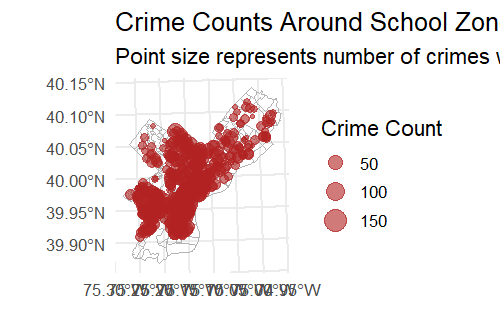 Crime Counts Around School Zon
Point size represents number of crimes w
40.15°N
40.10°N
40.05°N
40.00°N
39.95°N
39.90°N
Crime Count
50
100
150